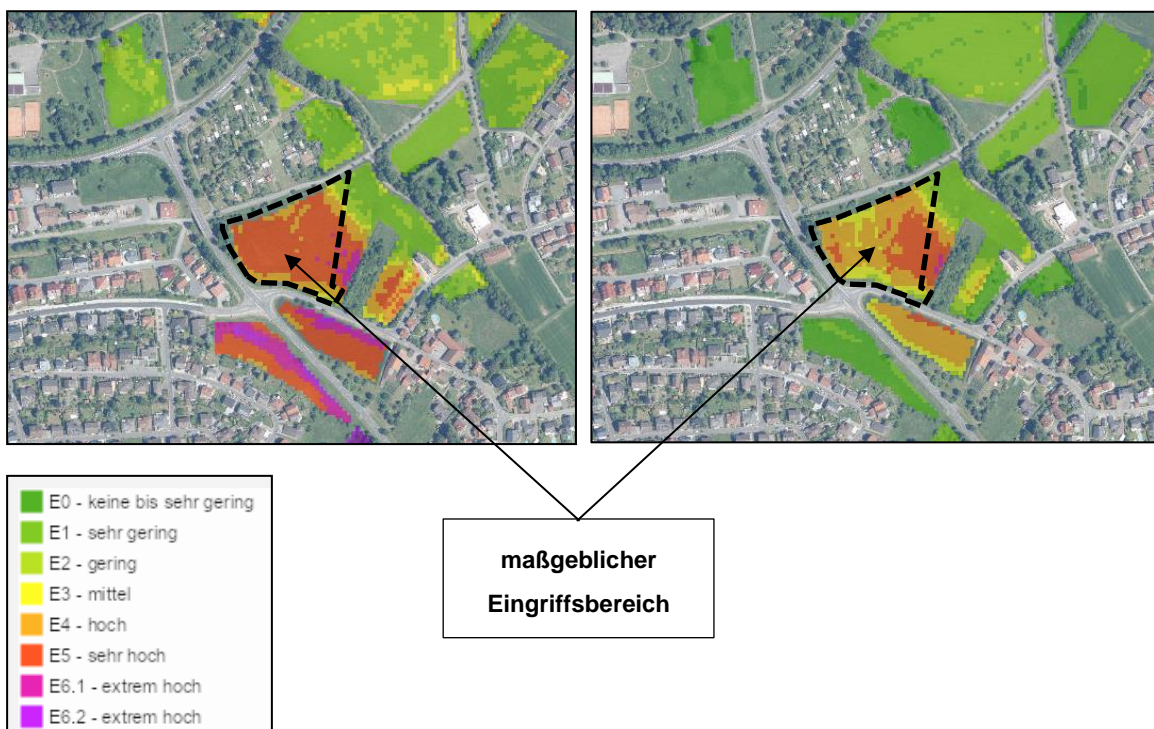 maßgeblicher
Eingriffsbereich
E0 - keine bis sehr gering
E1 - sehr gering
E2 - gering
E3 - mittel
E4 - hoch
E5 - sehr hoch
E6.1 - extrem hoch
E6.2 - extrem hoch